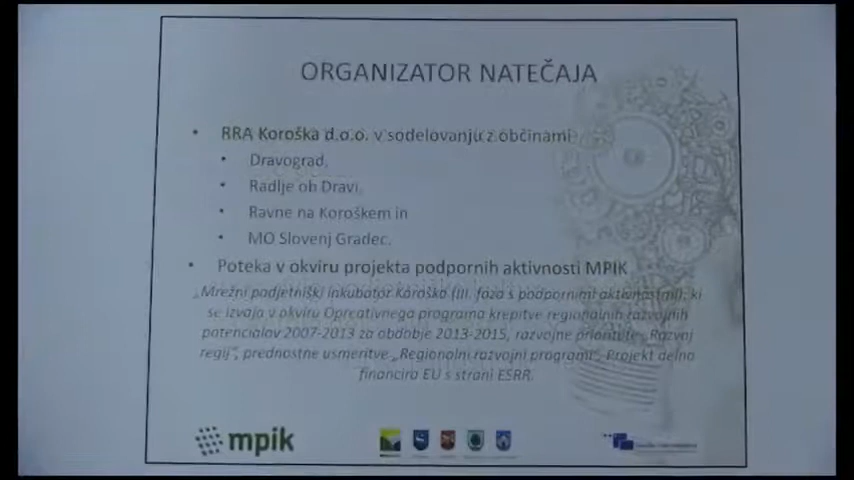 ORGANIZATOR NATEČAJA
• RRA Koroška d.o.o. v sodelovanju z občinami:
• Dravograd,
• Radlje ob Dravi,
• Ravne na Koroškem in
• MO Slovenj Gradec.
• Poteka v okviru projekta podpornih aktivnosti MPIK
„Mrežni podjetniški inkubator Koroška (III. faza s podpornimi aktivnostmi), ki
se izvaja v okviru Opreativnega programa krepitve regionalnih razvojnih
potencialov 2007-2013 za obdobje 2013-2015, razvojne prioritete „Razvoj
regij“, prednostne usmeritve „Regionalni razvojni programi“. Projekt delno
financira EU s strani ESRR.
mpik